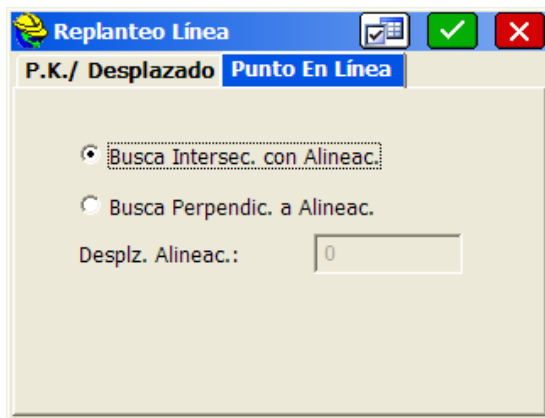 Replanteo Línea
P.K./ Desplazado Punto En Línea
Busca Intersec. con Alineac.
Busca Perpendic. a Alineac.
Desplz. Alineac.: 0